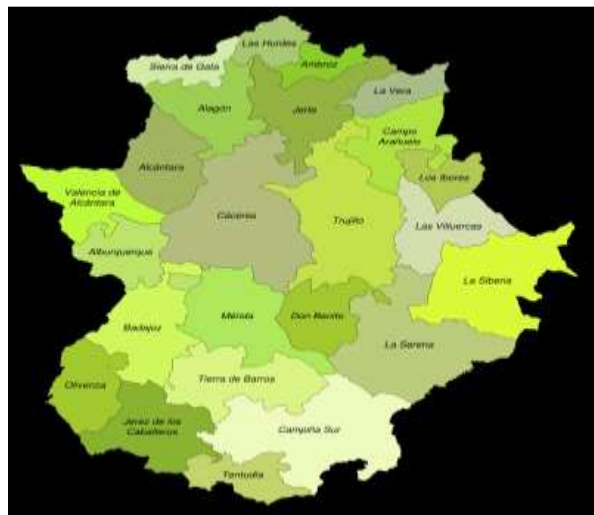 Las Hurdes
Sierra de Gata
Ambroz
La Vera
Alagón
Jerte
Campo
Arañuelo
Alcántara
Los Ibores
Valencia de
Alcántara
Cáceres
Trujillo
Las Villuercas
Alburquerque
La Siberia
Badajoz
Mérida
Don Benito
La Serena
Olivenza
Tierra de Barros
Jerez de los
Caballeros
Campiña Sur
Tentudía